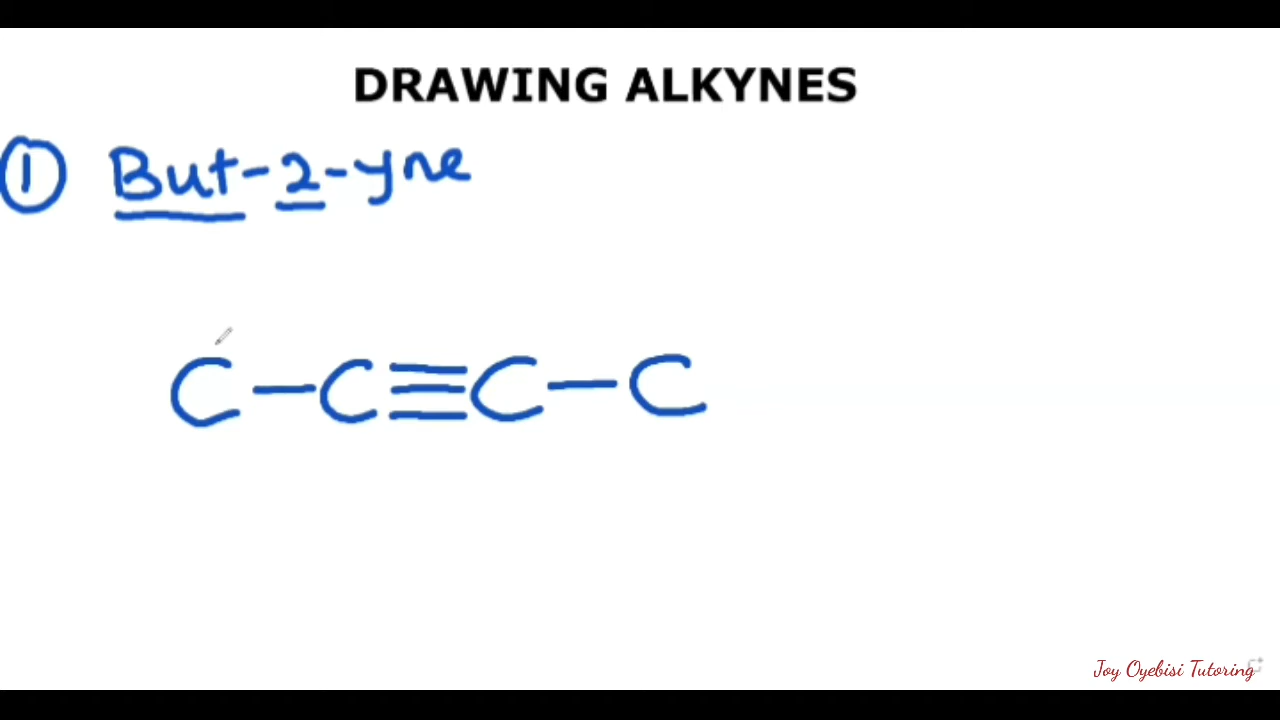 DRAWING ALKYNES
① But-2-yne
C-C≡C-C
Joy Oyebisi Tutoring